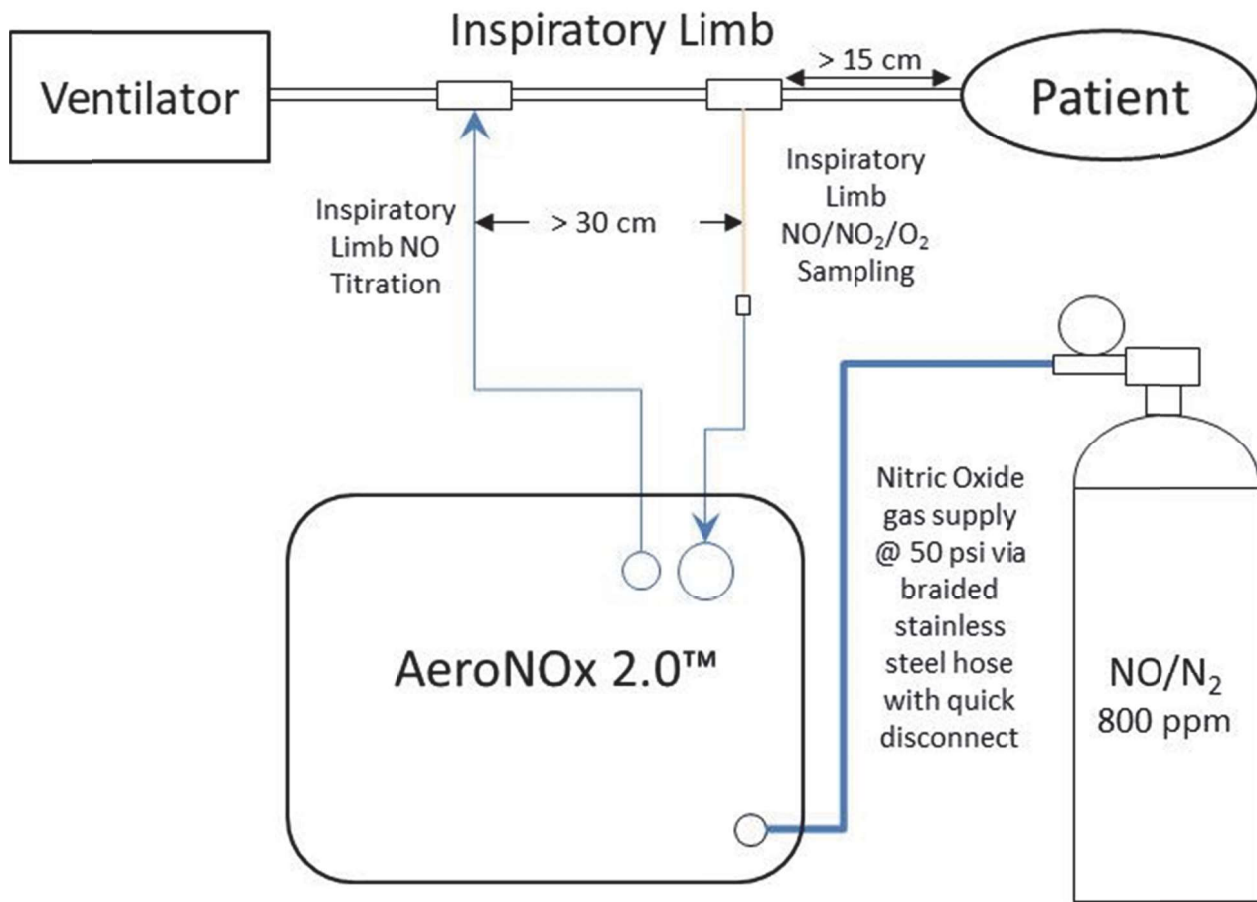 Inspiratory Limb
Ventilator
> 15 cm
Patient
Inspiratory
Limb NO
Titration
> 30 cm
Inspiratory
Limb
NO/NO₂/O₂
Sampling
Nitric Oxide
gas supply
@ 50 psi via
braided
stainless
steel hose
with quick
disconnect
AeroNOx 2.0™
NO/N₂
800 ppm